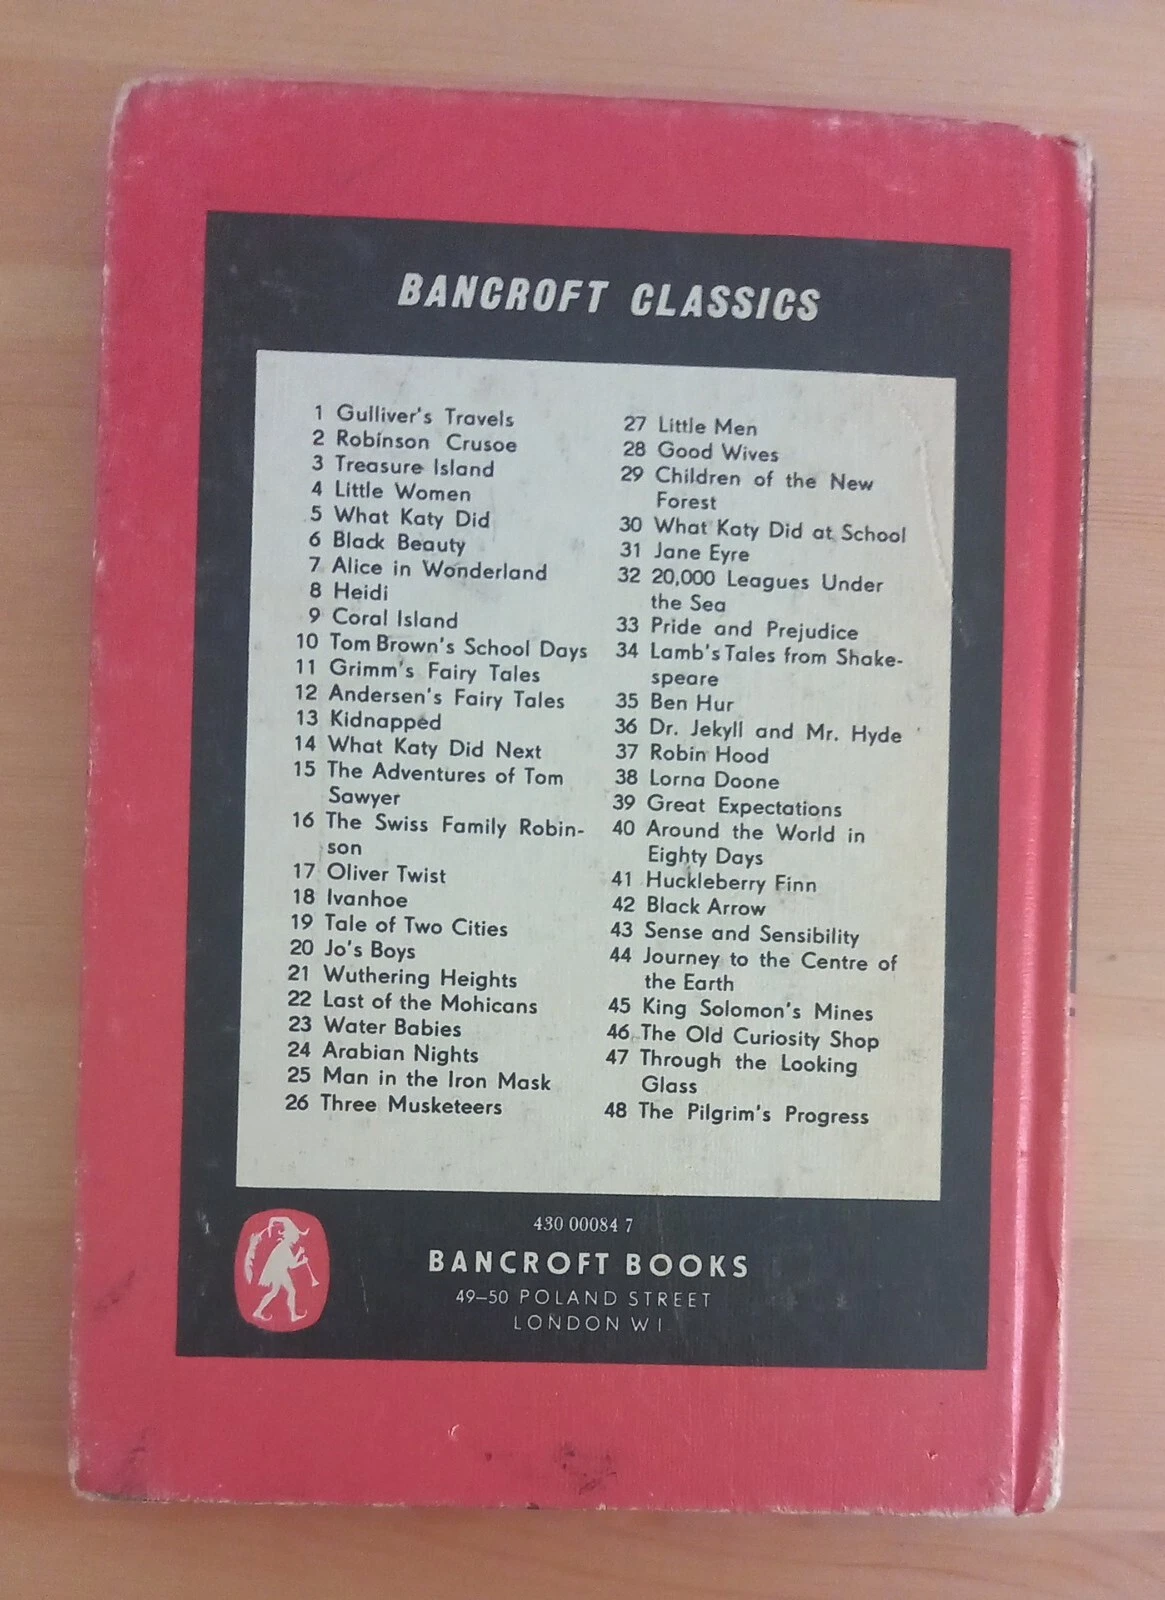 BANCROFT CLASSICS
1 Gulliver's Travels
2 Robinson Crusoe
3 Treasure Island
4 Little Women
5 What Katy Did
6 Black Beauty
7 Alice in Wonderland
8 Heidi
9 Coral Island
10 Tom Brown's School Days
11 Grimm's Fairy Tales
12 Andersen's Fairy Tales
13 Kidnapped
14 What Katy Did Next
15 The Adventures of Tom
Sawyer
16 The Swiss Family Robin-
son
17 Oliver Twist
18 Ivanhoe
19 Tale of Two Cities
20 Jo's Boys
21 Wuthering Heights
22 Last of the Mohicans
23 Water Babies
24 Arabian Nights
25 Man in the Iron Mask
26 Three Musketeers
27 Little Men
28 Good Wives
29 Children of the New
Forest
30 What Katy Did at School
31 Jane Eyre
32 20,000 Leagues Under
the Sea
33 Pride and Prejudice
34 Lamb's Tales from Shake-
speare
35 Ben Hur
36 Dr. Jekyll and Mr. Hyde
37 Robin Hood
38 Lorna Doone
39 Great Expectations
40 Around the World in
Eighty Days
41 Huckleberry Finn
42 Black Arrow
43 Sense and Sensibility
44 Journey to the Centre of
the Earth
45 King Solomon's Mines
46 The Old Curiosity Shop
47 Through the Looking
Glass
48 The Pilgrim's Progress
430 00084 7
BANCROFT BOOKS
49–50 POLAND STREET
LONDON W1